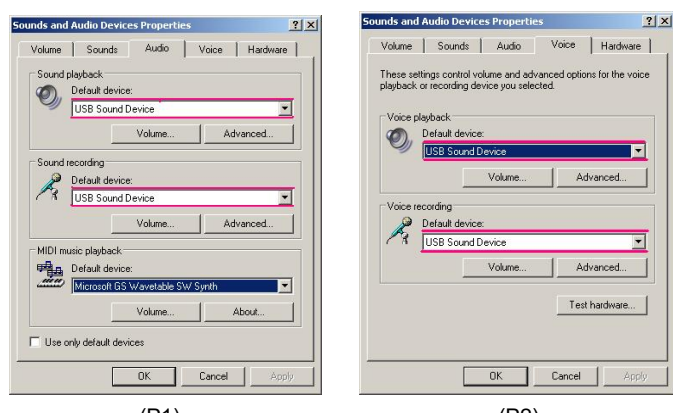 Sounds and Audio Devices Properties
Volume Sounds Audio Voice Hardware
Sound playback
Default device:
USB Sound Device
Volume... Advanced...
Sound recording
Default device:
USB Sound Device
Volume... Advanced...
MIDI music playback
Default device:
Microsoft GS Wavetable SW Synth
Volume... About...
Use only default devices
OK Cancel Apply
Sounds and Audio Devices Properties
Volume Sounds Audio Voice Hardware
These settings control volume and advanced options for the voice
playback or recording device you selected.
Voice playback
Default device:
USB Sound Device
Volume... Advanced...
Voice recording
Default device:
USB Sound Device
Volume... Advanced...
Test hardware...
OK Cancel Apply